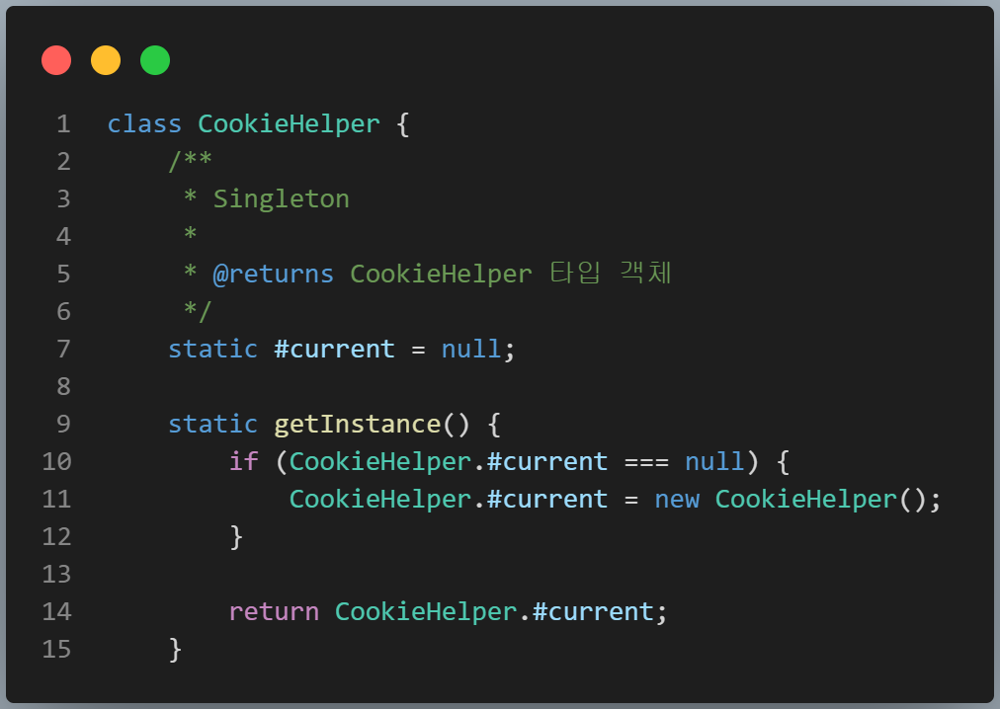 1 class CookieHelper {
2     /**
3      * Singleton
4      *
5      * @returns CookieHelper 타입 객체
6      */
7     static #current = null;
8
9     static getInstance() {
10         if (CookieHelper.#current === null) {
11             CookieHelper.#current = new CookieHelper();
12         }
13
14         return CookieHelper.#current;
15     }